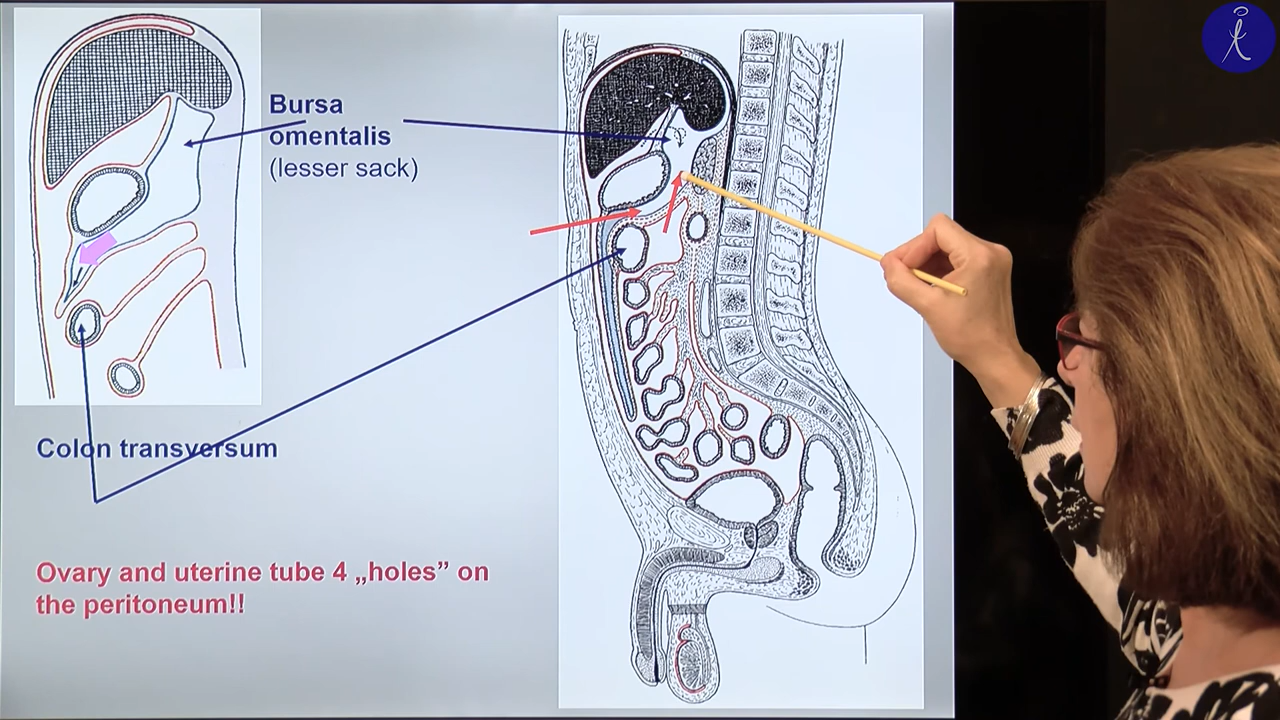 Bursa
omentalis
(lesser sack)
Colon transversum
Ovary and uterine tube 4 „holes” on
the peritoneum!!